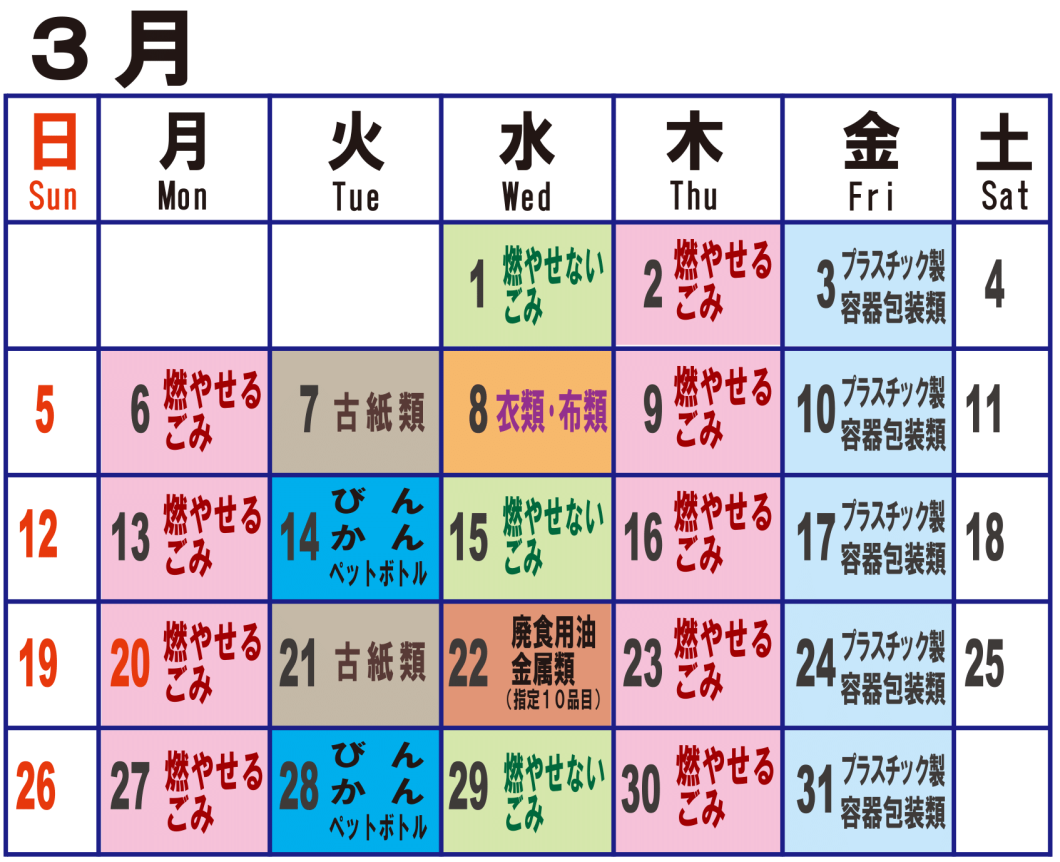 ３月
日 月 火 水 木 金 土
Sun Mon Tue Wed Thu Fri Sat
1 燃やせない
ごみ
2 燃やせる
ごみ
3 プラスチック製
容器包装類
4
5
6 燃やせる
ごみ
7 古紙類
8 衣類・布類
9 燃やせる
ごみ
10 プラスチック製
容器包装類
11
12
13 燃やせる
ごみ
14 びん
かん
ペットボトル
15 燃やせない
ごみ
16 燃やせる
ごみ
17 プラスチック製
容器包装類
18
19
20 燃やせる
ごみ
21 古紙類
22 廃食用油
金属類
（指定１０品目）
23 燃やせる
ごみ
24 プラスチック製
容器包装類
25
26
27 燃やせる
ごみ
28 びん
かん
ペットボトル
29 燃やせない
ごみ
30 燃やせる
ごみ
31 プラスチック製
容器包装類